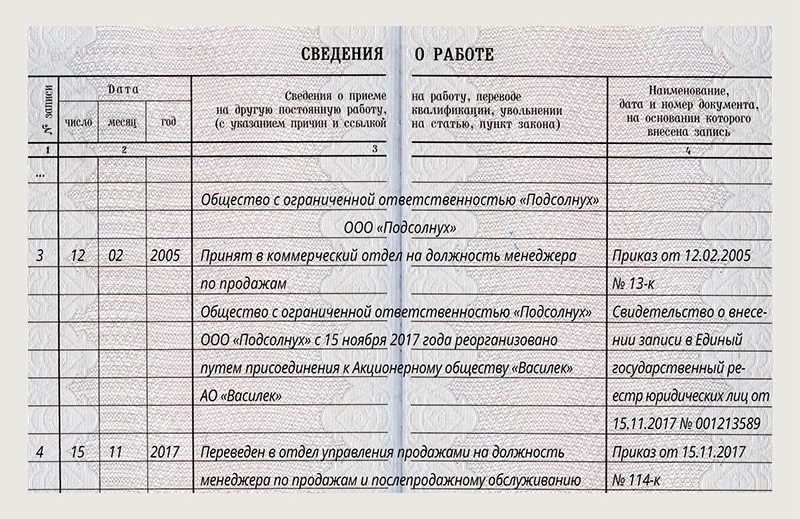 СВЕДЕНИЯ О РАБОТЕ
№ записи
Дата
число
месяц
год
Сведения о приеме на работу, переводе
на другую постоянную работу, квалификации, увольнении
(с указанием причин и ссылкой на статью, пункт закона)
Наименование,
дата и номер документа,
на основании которого
внесена запись
1 2 3 4
...
Общество с ограниченной ответственностью «Подсолнух»
ООО «Подсолнух»
3 12 02 2005 Принят в коммерческий отдел на должность менеджера Приказ от 12.02.2005
по продажам № 13-к
Общество с ограниченной ответственностью «Подсолнух» Свидетельство о внесе-
ООО «Подсолнух» с 15 ноября 2017 года реорганизовано нии записи в Единый
путем присоединения к Акционерному обществу «Василек» государственный ре-
АО «Василек» естр юридических лиц от
15.11.2017 № 001213589
4 15 11 2017 Переведен в отдел управления продажами на должность Приказ от 15.11.2017
менеджера по продажам и послепродажному обслуживанию № 114-к